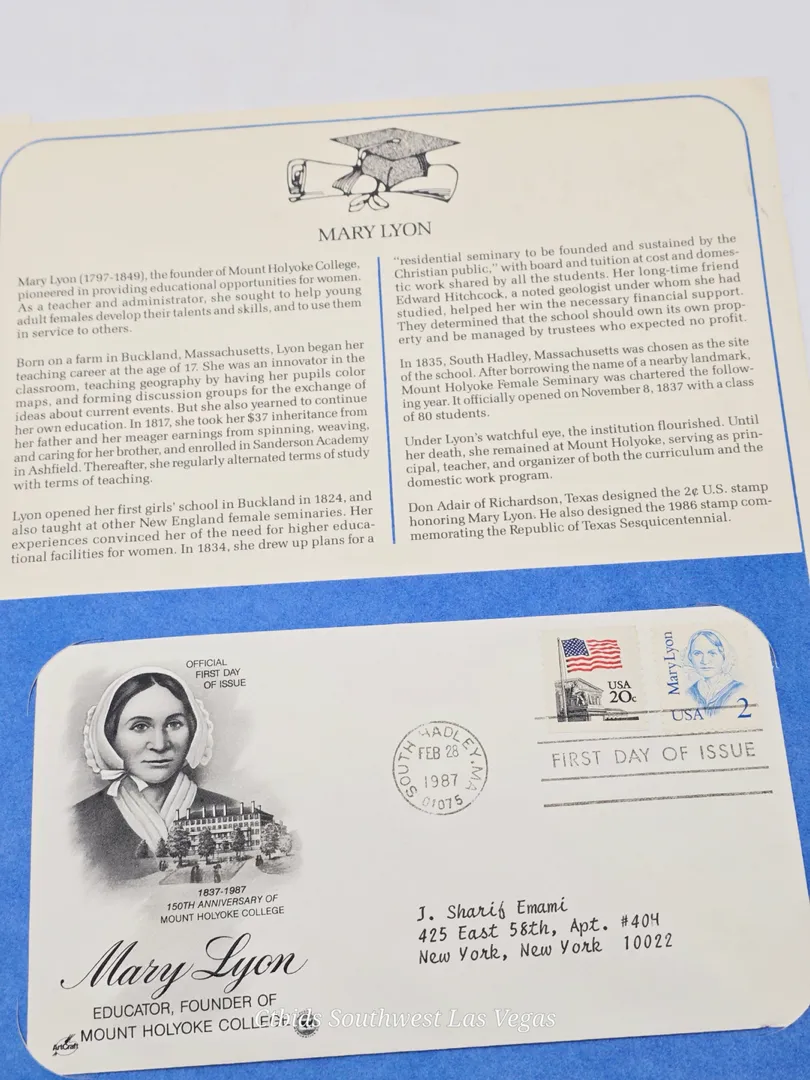 MARY LYON
Mary Lyon (1797-1849), the founder of Mount Holyoke College,
pioneered in providing educational opportunities for women.
As a teacher and administrator, she sought to help young
adult females develop their talents and skills, and to use them
in service to others.
Born on a farm in Buckland, Massachusetts, Lyon began her
teaching career at the age of 17. She was an innovator in the
classroom, teaching geography by having her pupils color
maps, and forming discussion groups for the exchange of
ideas about current events. But she also yearned to continue
her own education. In 1817, she took her $37 inheritance from
her father and her meager earnings from spinning, weaving,
and caring for her brother, and enrolled in Sanderson Academy
in Ashfield. Thereafter, she regularly alternated terms of study
with terms of teaching.
Lyon opened her first girls' school in Buckland in 1824, and
also taught at other New England female seminaries. Her
experiences convinced her of the need for higher educa-
tional facilities for women. In 1834, she drew up plans for a
"residential seminary to be founded and sustained by the
Christian public," with board and tuition at cost and domes-
tic work shared by all the students. Her long-time friend
Edward Hitchcock, a noted geologist under whom she had
studied, helped her win the necessary financial support.
They determined that the school should own its own prop-
erty and be managed by trustees who expected no profit.
In 1835, South Hadley, Massachusetts was chosen as the site
of the school. After borrowing the name of a nearby landmark,
Mount Holyoke Female Seminary was chartered the follow-
ing year. It officially opened on November 8, 1837 with a class
of 80 students.
Under Lyon's watchful eye, the institution flourished. Until
her death, she remained at Mount Holyoke, serving as prin-
cipal, teacher, and organizer of both the curriculum and the
domestic work program.
Don Adair of Richardson, Texas designed the 2¢ U.S. stamp
honoring Mary Lyon. He also designed the 1986 stamp com-
memorating the Republic of Texas Sesquicentennial.
OFFICIAL
FIRST DAY
OF ISSUE
USA
20c
Mary Lyon
USA 2
SOUTH HADLEY, MA
FEB 28
1987
01075
FIRST DAY OF ISSUE
1837-1987
150TH ANNIVERSARY OF
MOUNT HOLYOKE COLLEGE
J. Sharif Emami
425 East 58th, Apt. #404
New York, New York 10022
Mary Lyon
EDUCATOR, FOUNDER OF
MOUNT HOLYOKE COLLEGE
ArtCraft
Ctbids Southwest Las Vegas